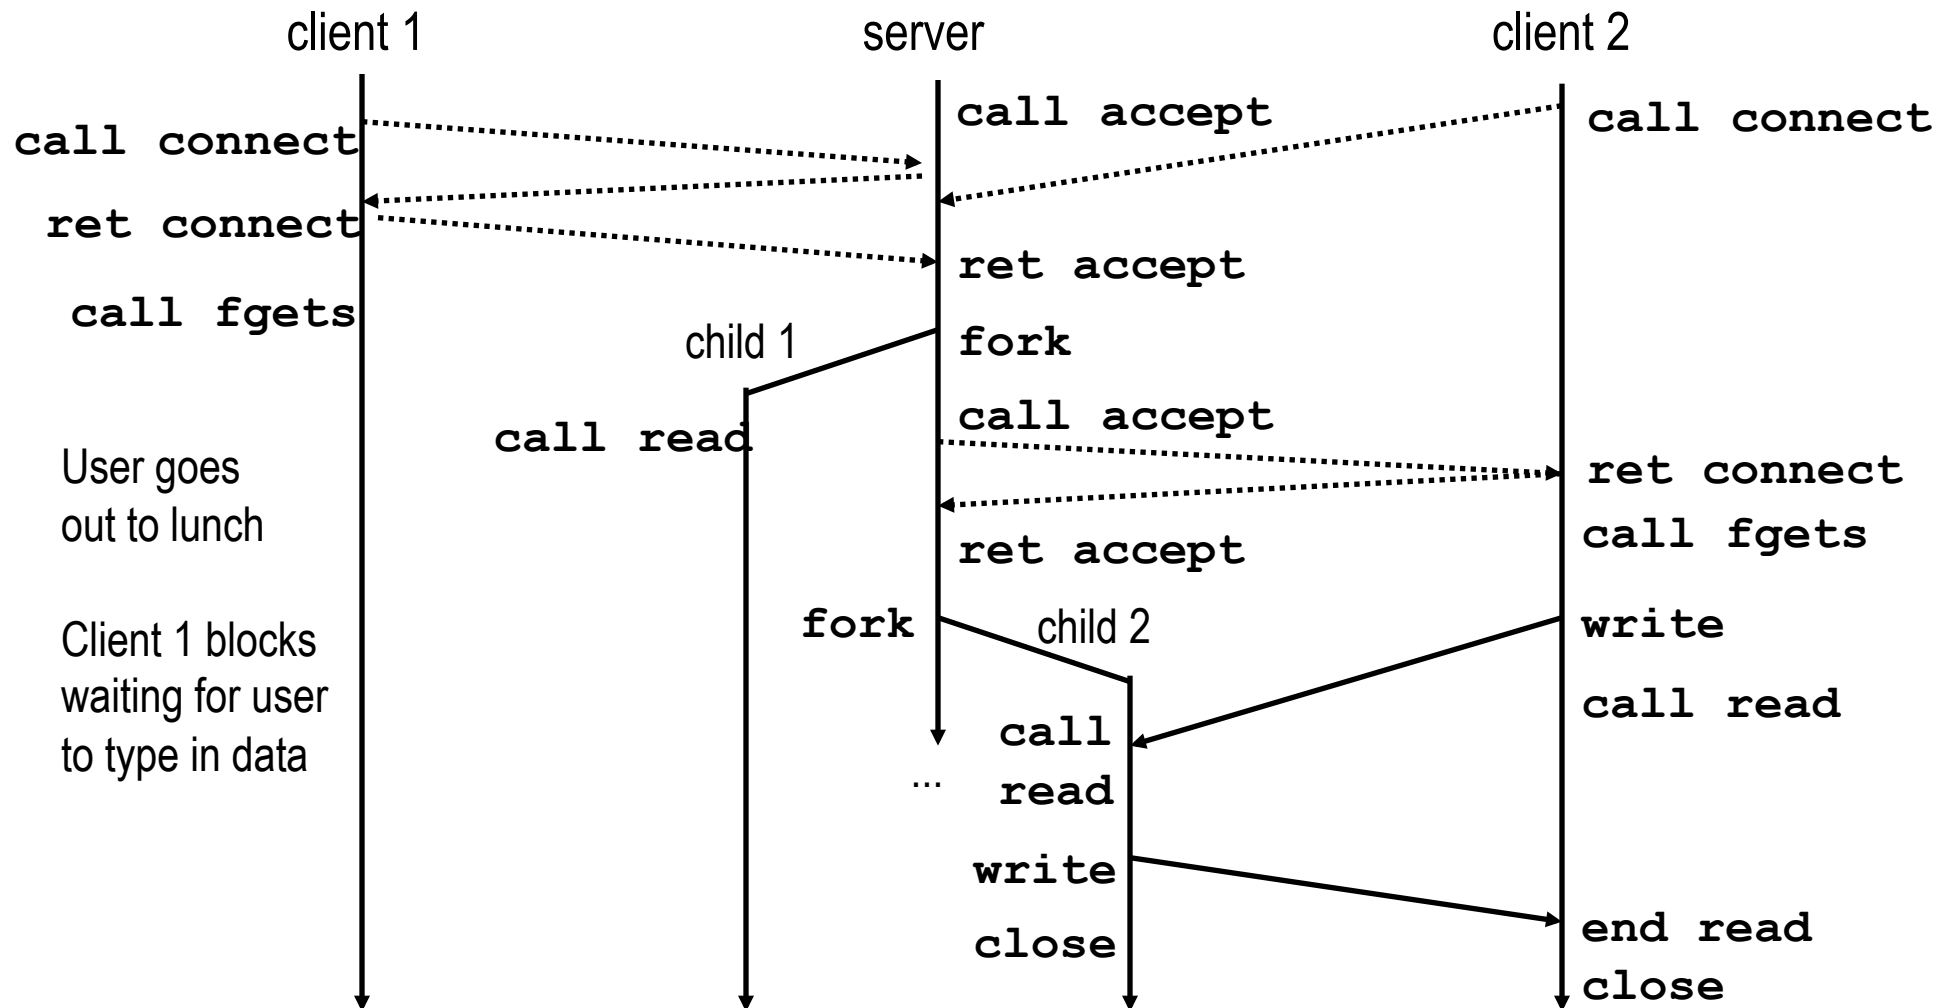 client 1
server
client 2
call accept
call connect
call connect
ret connect
ret accept
call fgets
child 1
fork
call accept
call read
User goes
out to lunch
ret connect
call fgets
ret accept
fork
child 2
write
Client 1 blocks
waiting for user
to type in data
call read
call
read
...
write
end read
close
close